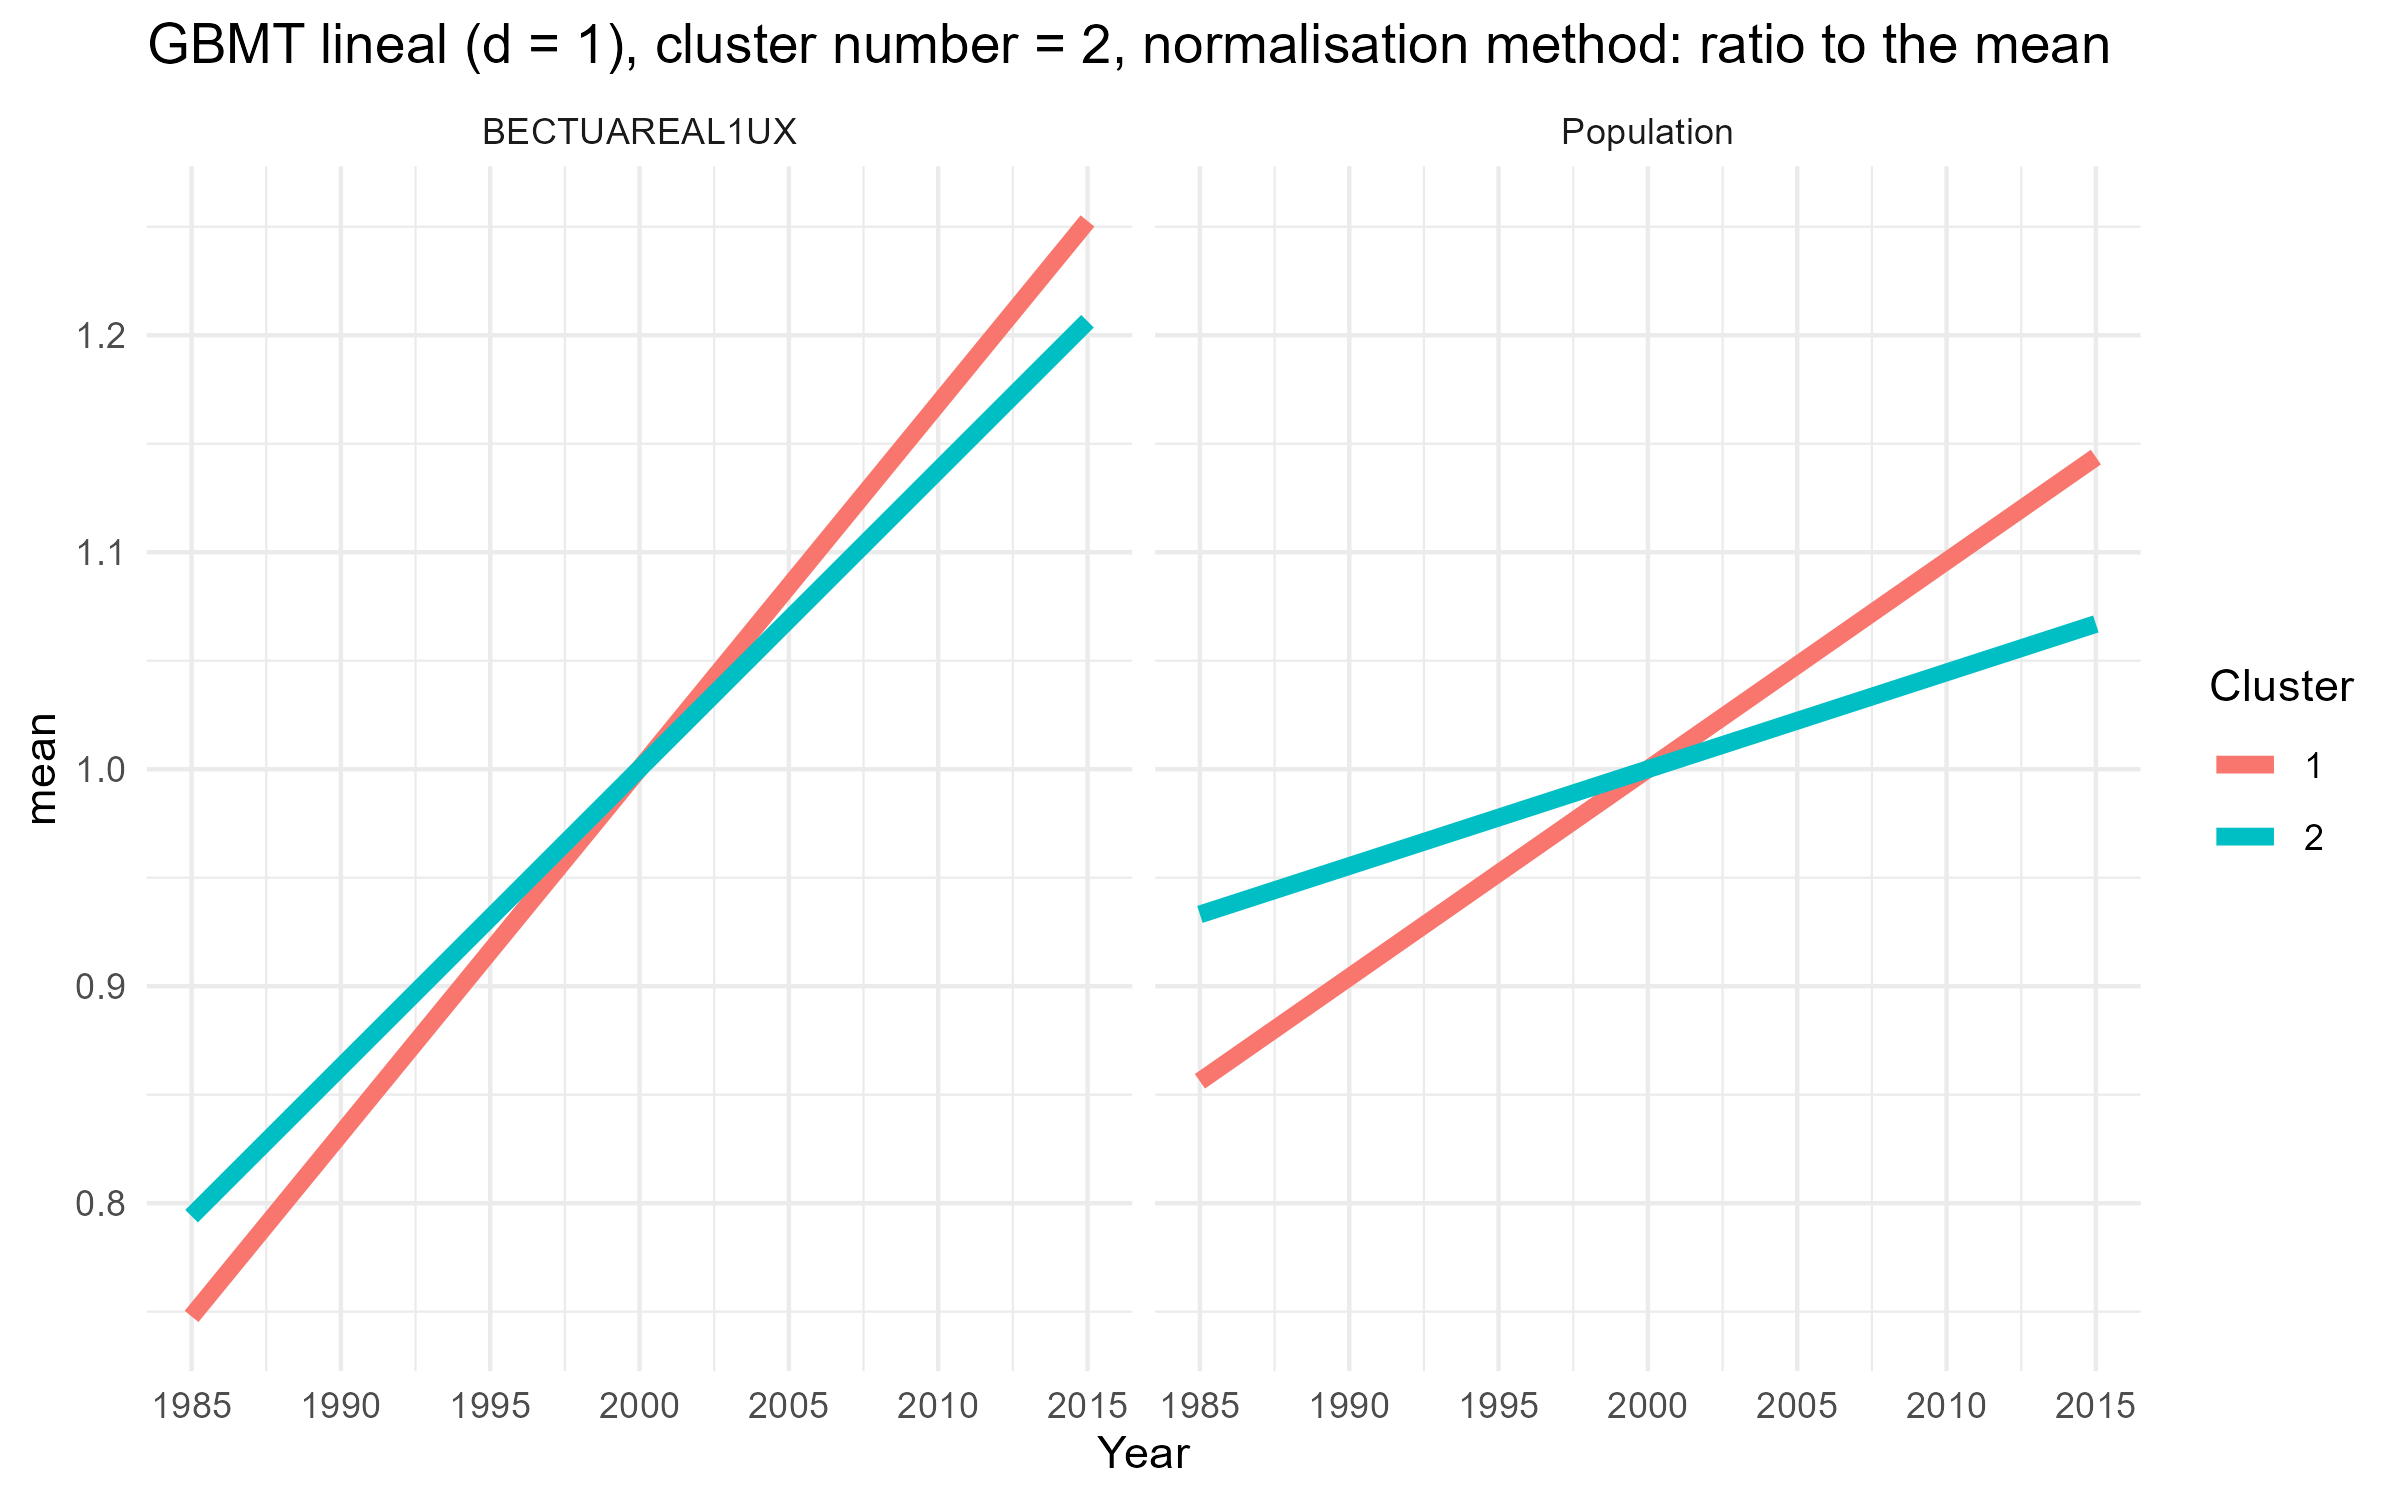 GBMT lineal (d = 1), cluster number = 2, normalisation method: ratio to the mean
BECTUAREAL1UX
Population
1.2
1.1
1.0
0.9
0.8
mean
1985 1990 1995 2000 2005 2010 2015
1985 1990 1995 2000 2005 2010 2015
Year
Cluster
1
2